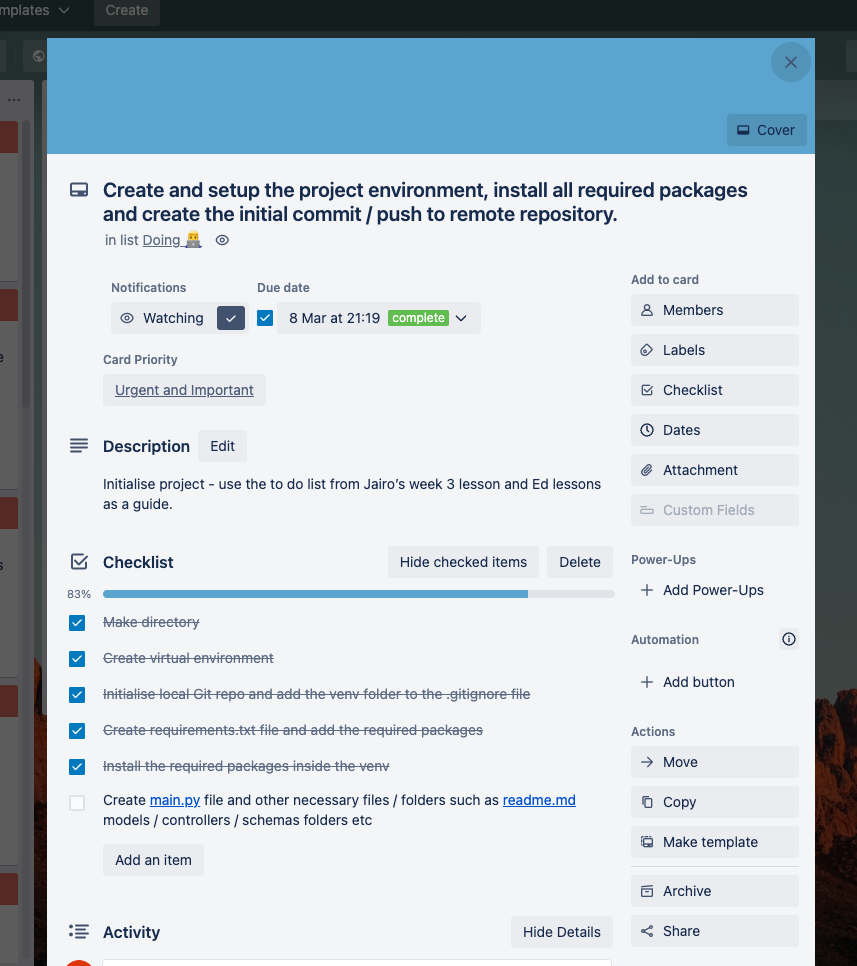 Create
Cover
Create and setup the project environment, install all required packages
and create the initial commit / push to remote repository.
in list Doing 👨‍💻
Notifications
Due date
Watching
8 Mar at 21:19 complete
Card Priority
Urgent and Important
Description
Edit
Initialise project - use the to do list from Jairo’s week 3 lesson and Ed lessons
as a guide.
Checklist
Hide checked items
Delete
83%
Make directory
Create virtual environment
Initialise local Git repo and add the venv folder to the .gitignore file
Create requirements.txt file and add the required packages
Install the required packages inside the venv
Create main.py file and other necessary files / folders such as readme.md
models / controllers / schemas folders etc
Add an item
Activity
Hide Details
Add to card
Members
Labels
Checklist
Dates
Attachment
Custom Fields
Power-Ups
Add Power-Ups
Automation
Add button
Actions
Move
Copy
Make template
Archive
Share